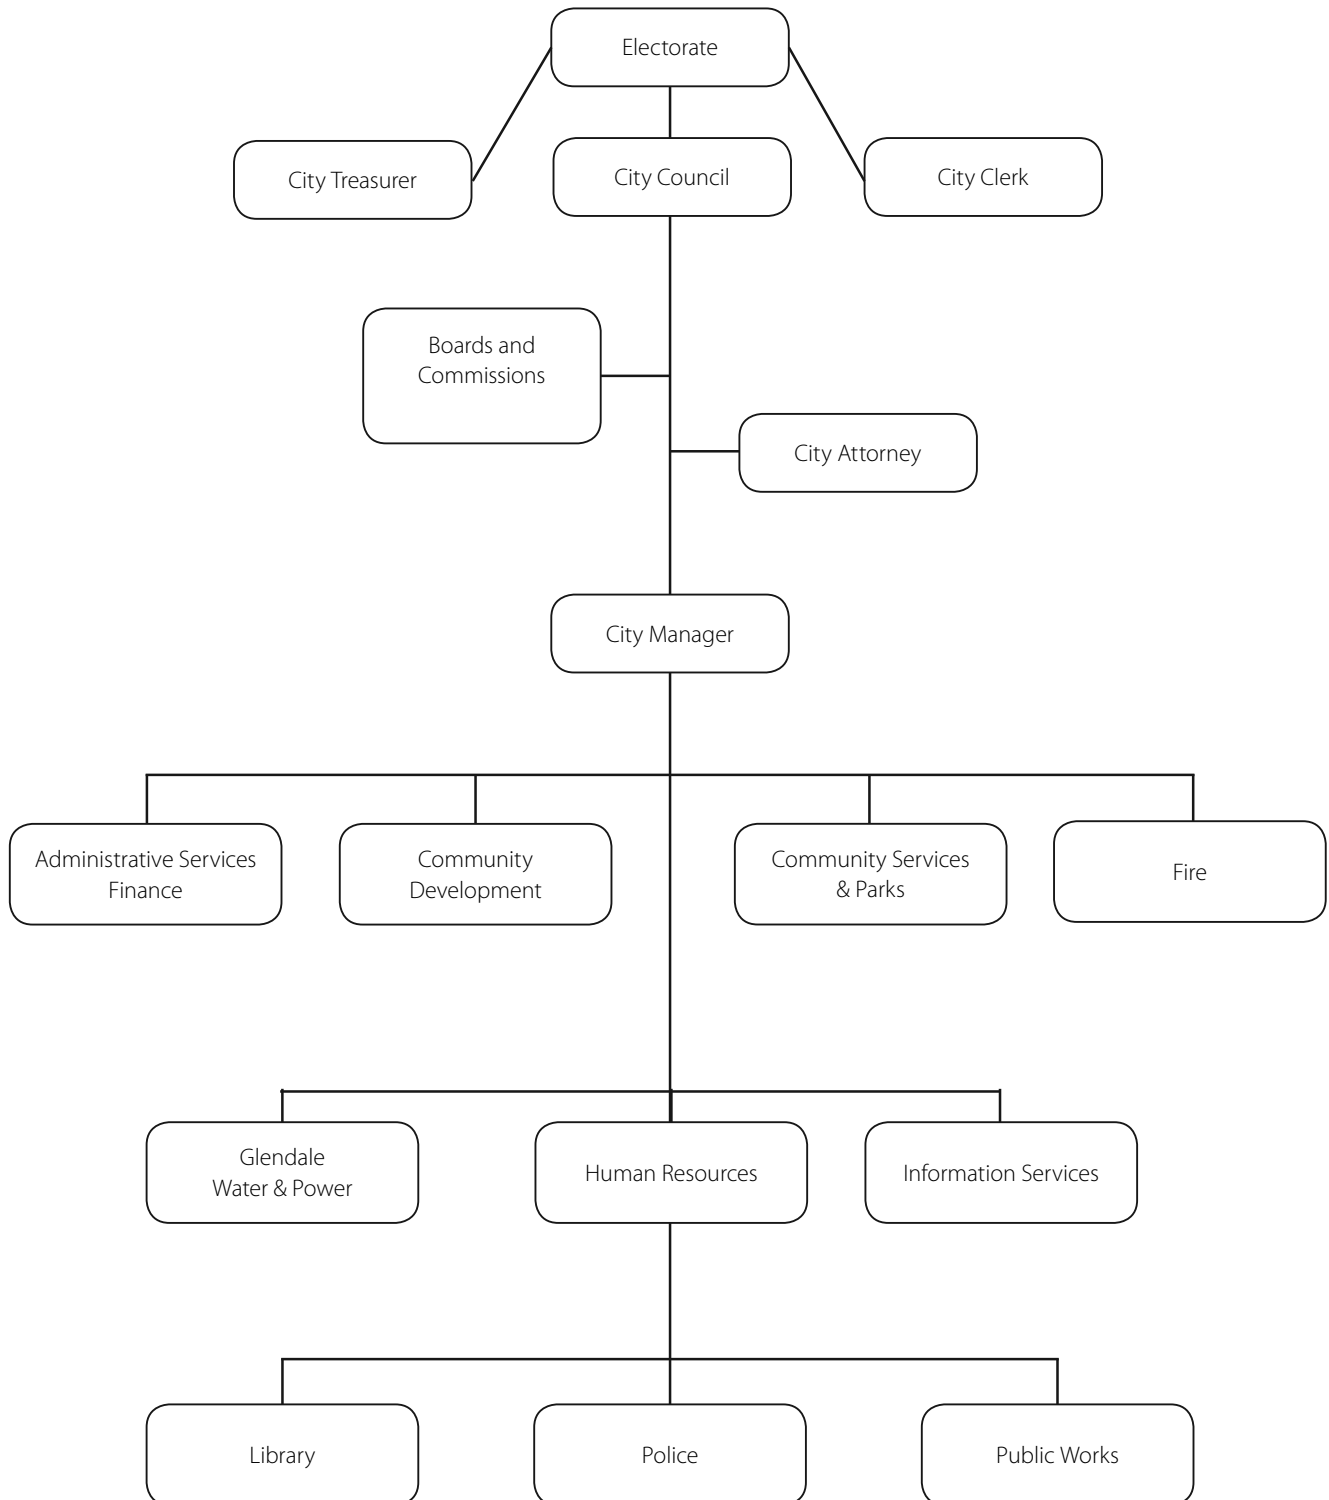 Electorate
City Treasurer
City Council
City Clerk
Boards and
Commissions
City Attorney
City Manager
Administrative Services
Finance
Community
Development
Community Services
& Parks
Fire
Glendale
Water & Power
Human Resources
Information Services
Library
Police
Public Works